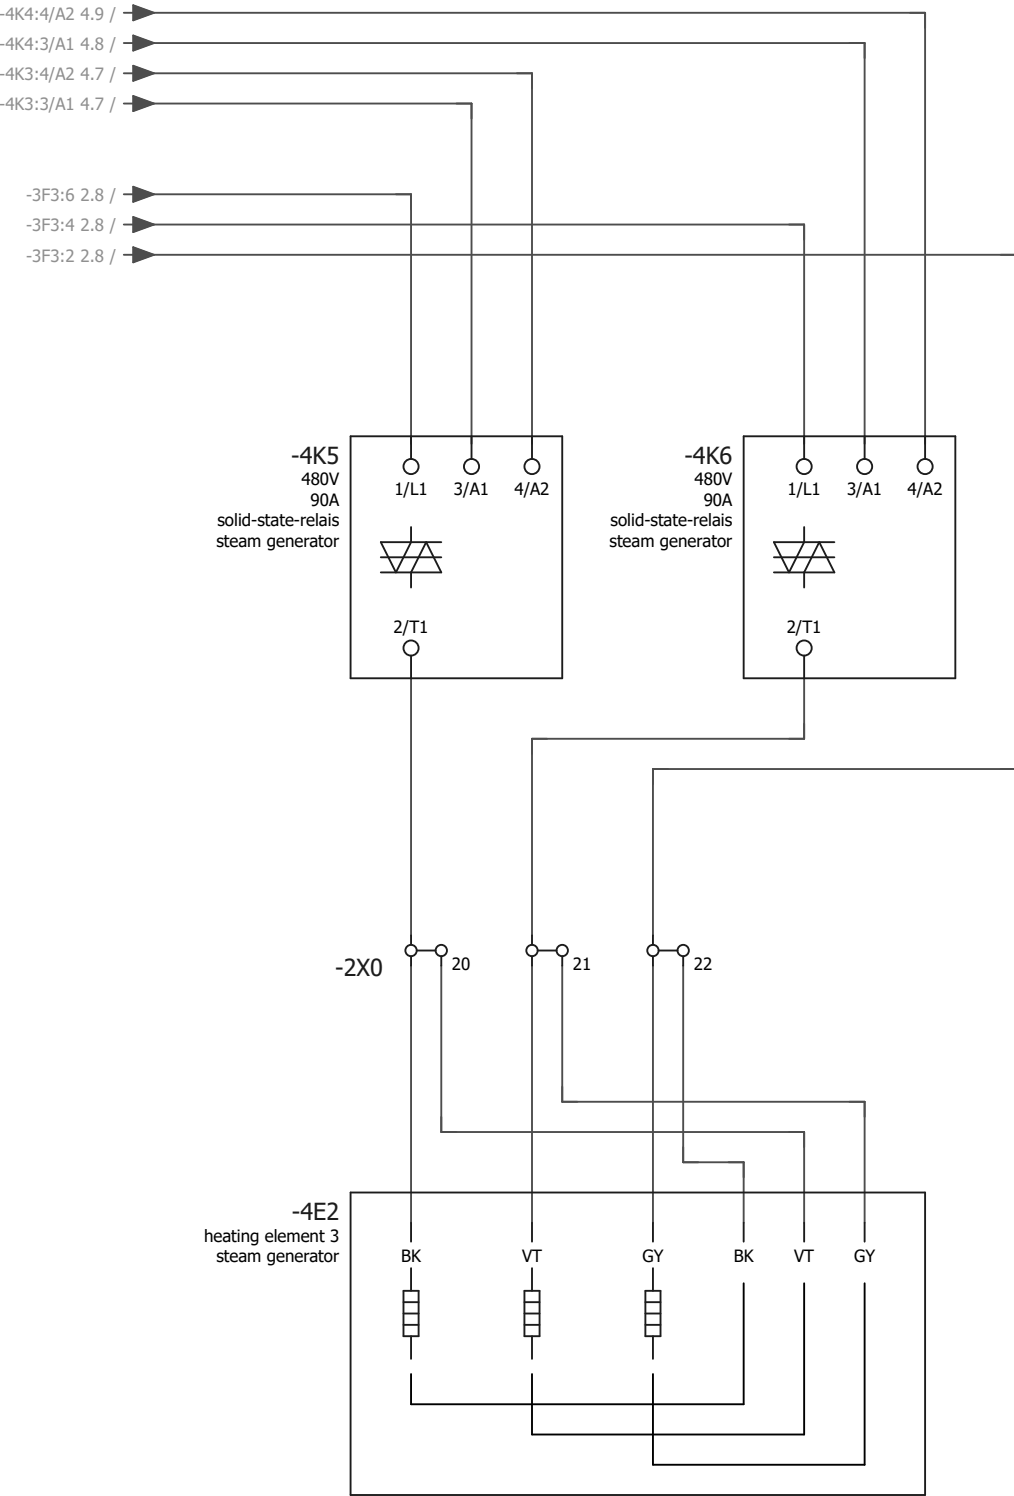 -4K4:4/A2 4.9 /
-4K4:3/A1 4.8 /
-4K3:4/A2 4.7 /
-4K3:3/A1 4.7 /
-3F3:6 2.8 /
-3F3:4 2.8 /
-3F3:2 2.8 /
-4K5
480V
90A
solid-state-relais
steam generator
1/L1 3/A1 4/A2
2/T1
-4K6
480V
90A
solid-state-relais
steam generator
1/L1 3/A1 4/A2
2/T1
-2X0 20 21 22
-4E2
heating element 3
steam generator
BK VT GY BK VT GY